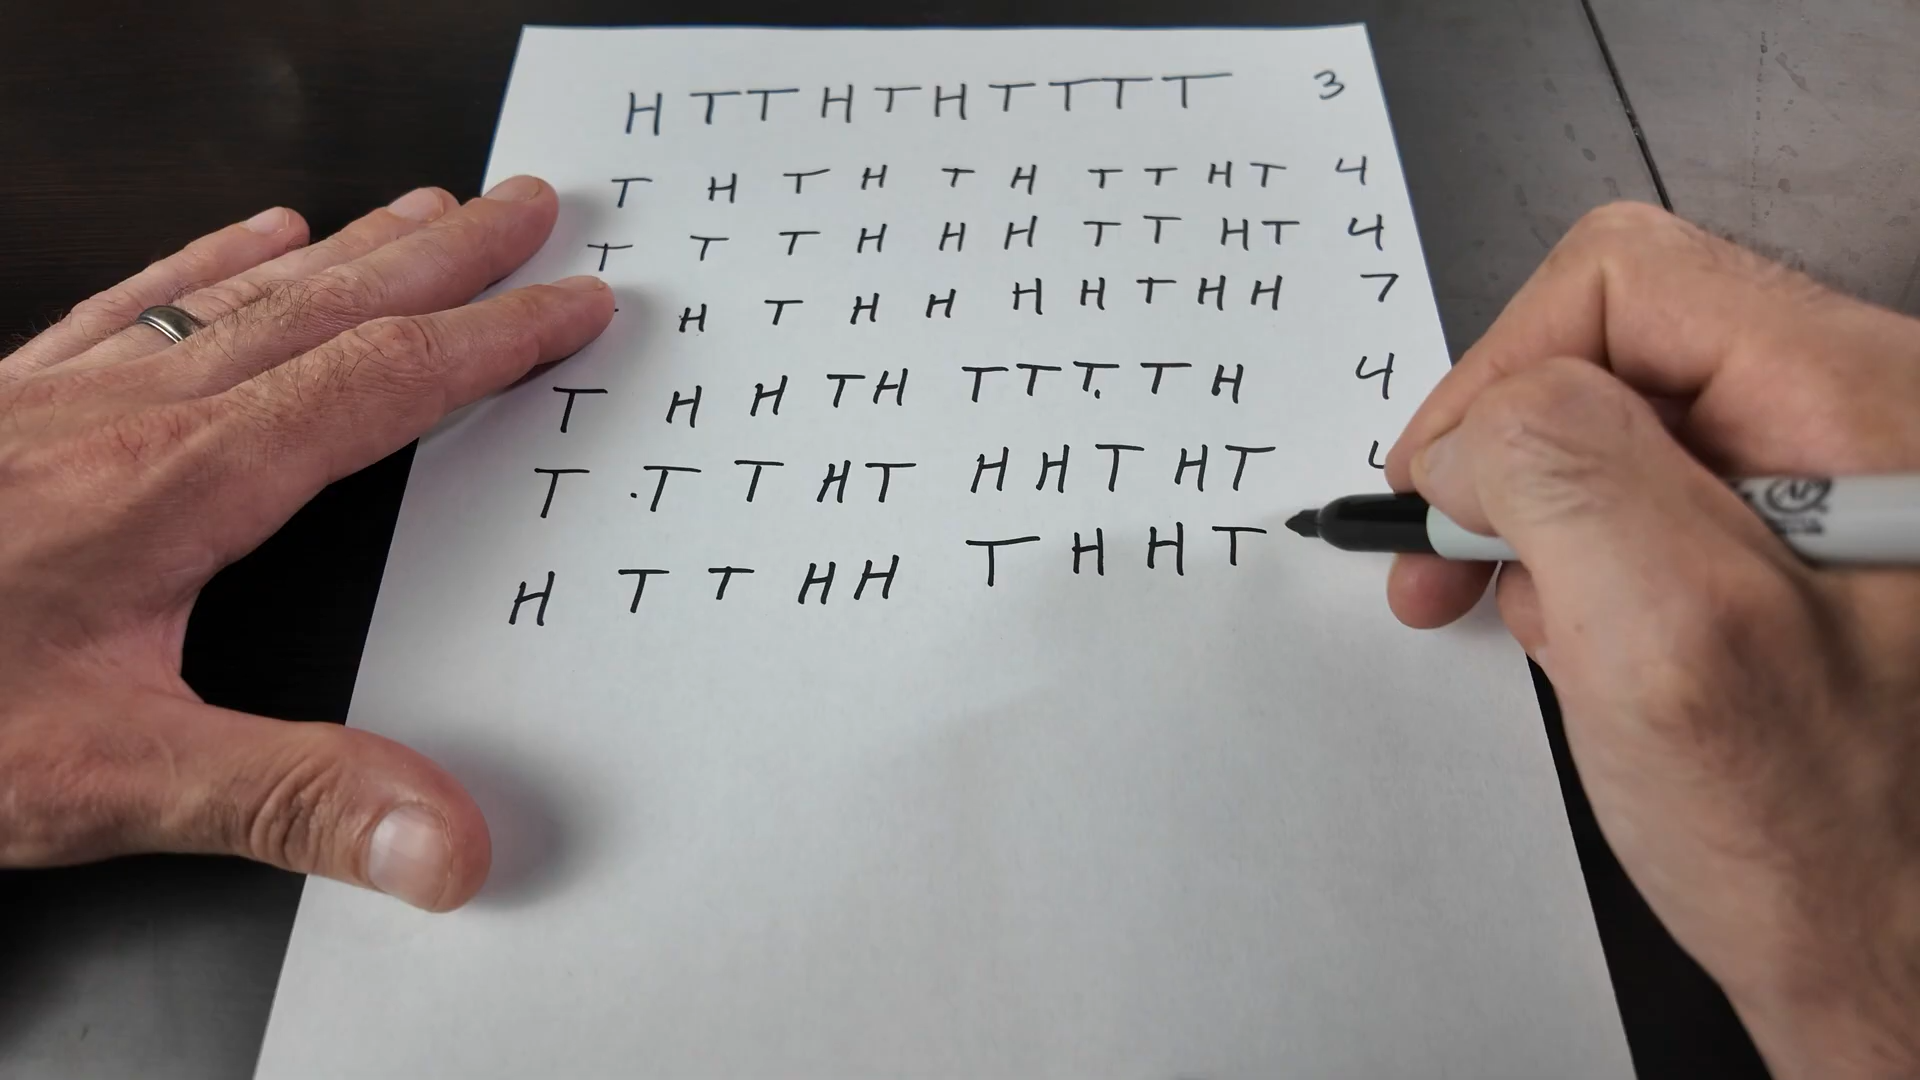 H T T H T H T T T T 3
T H T H T H T T H T 4
T T T H H H T T H T 4
H T H H H H T H H 7
T H H T H T T T. T H 4
T .T T H T H H T H T
H T T H H T H H T